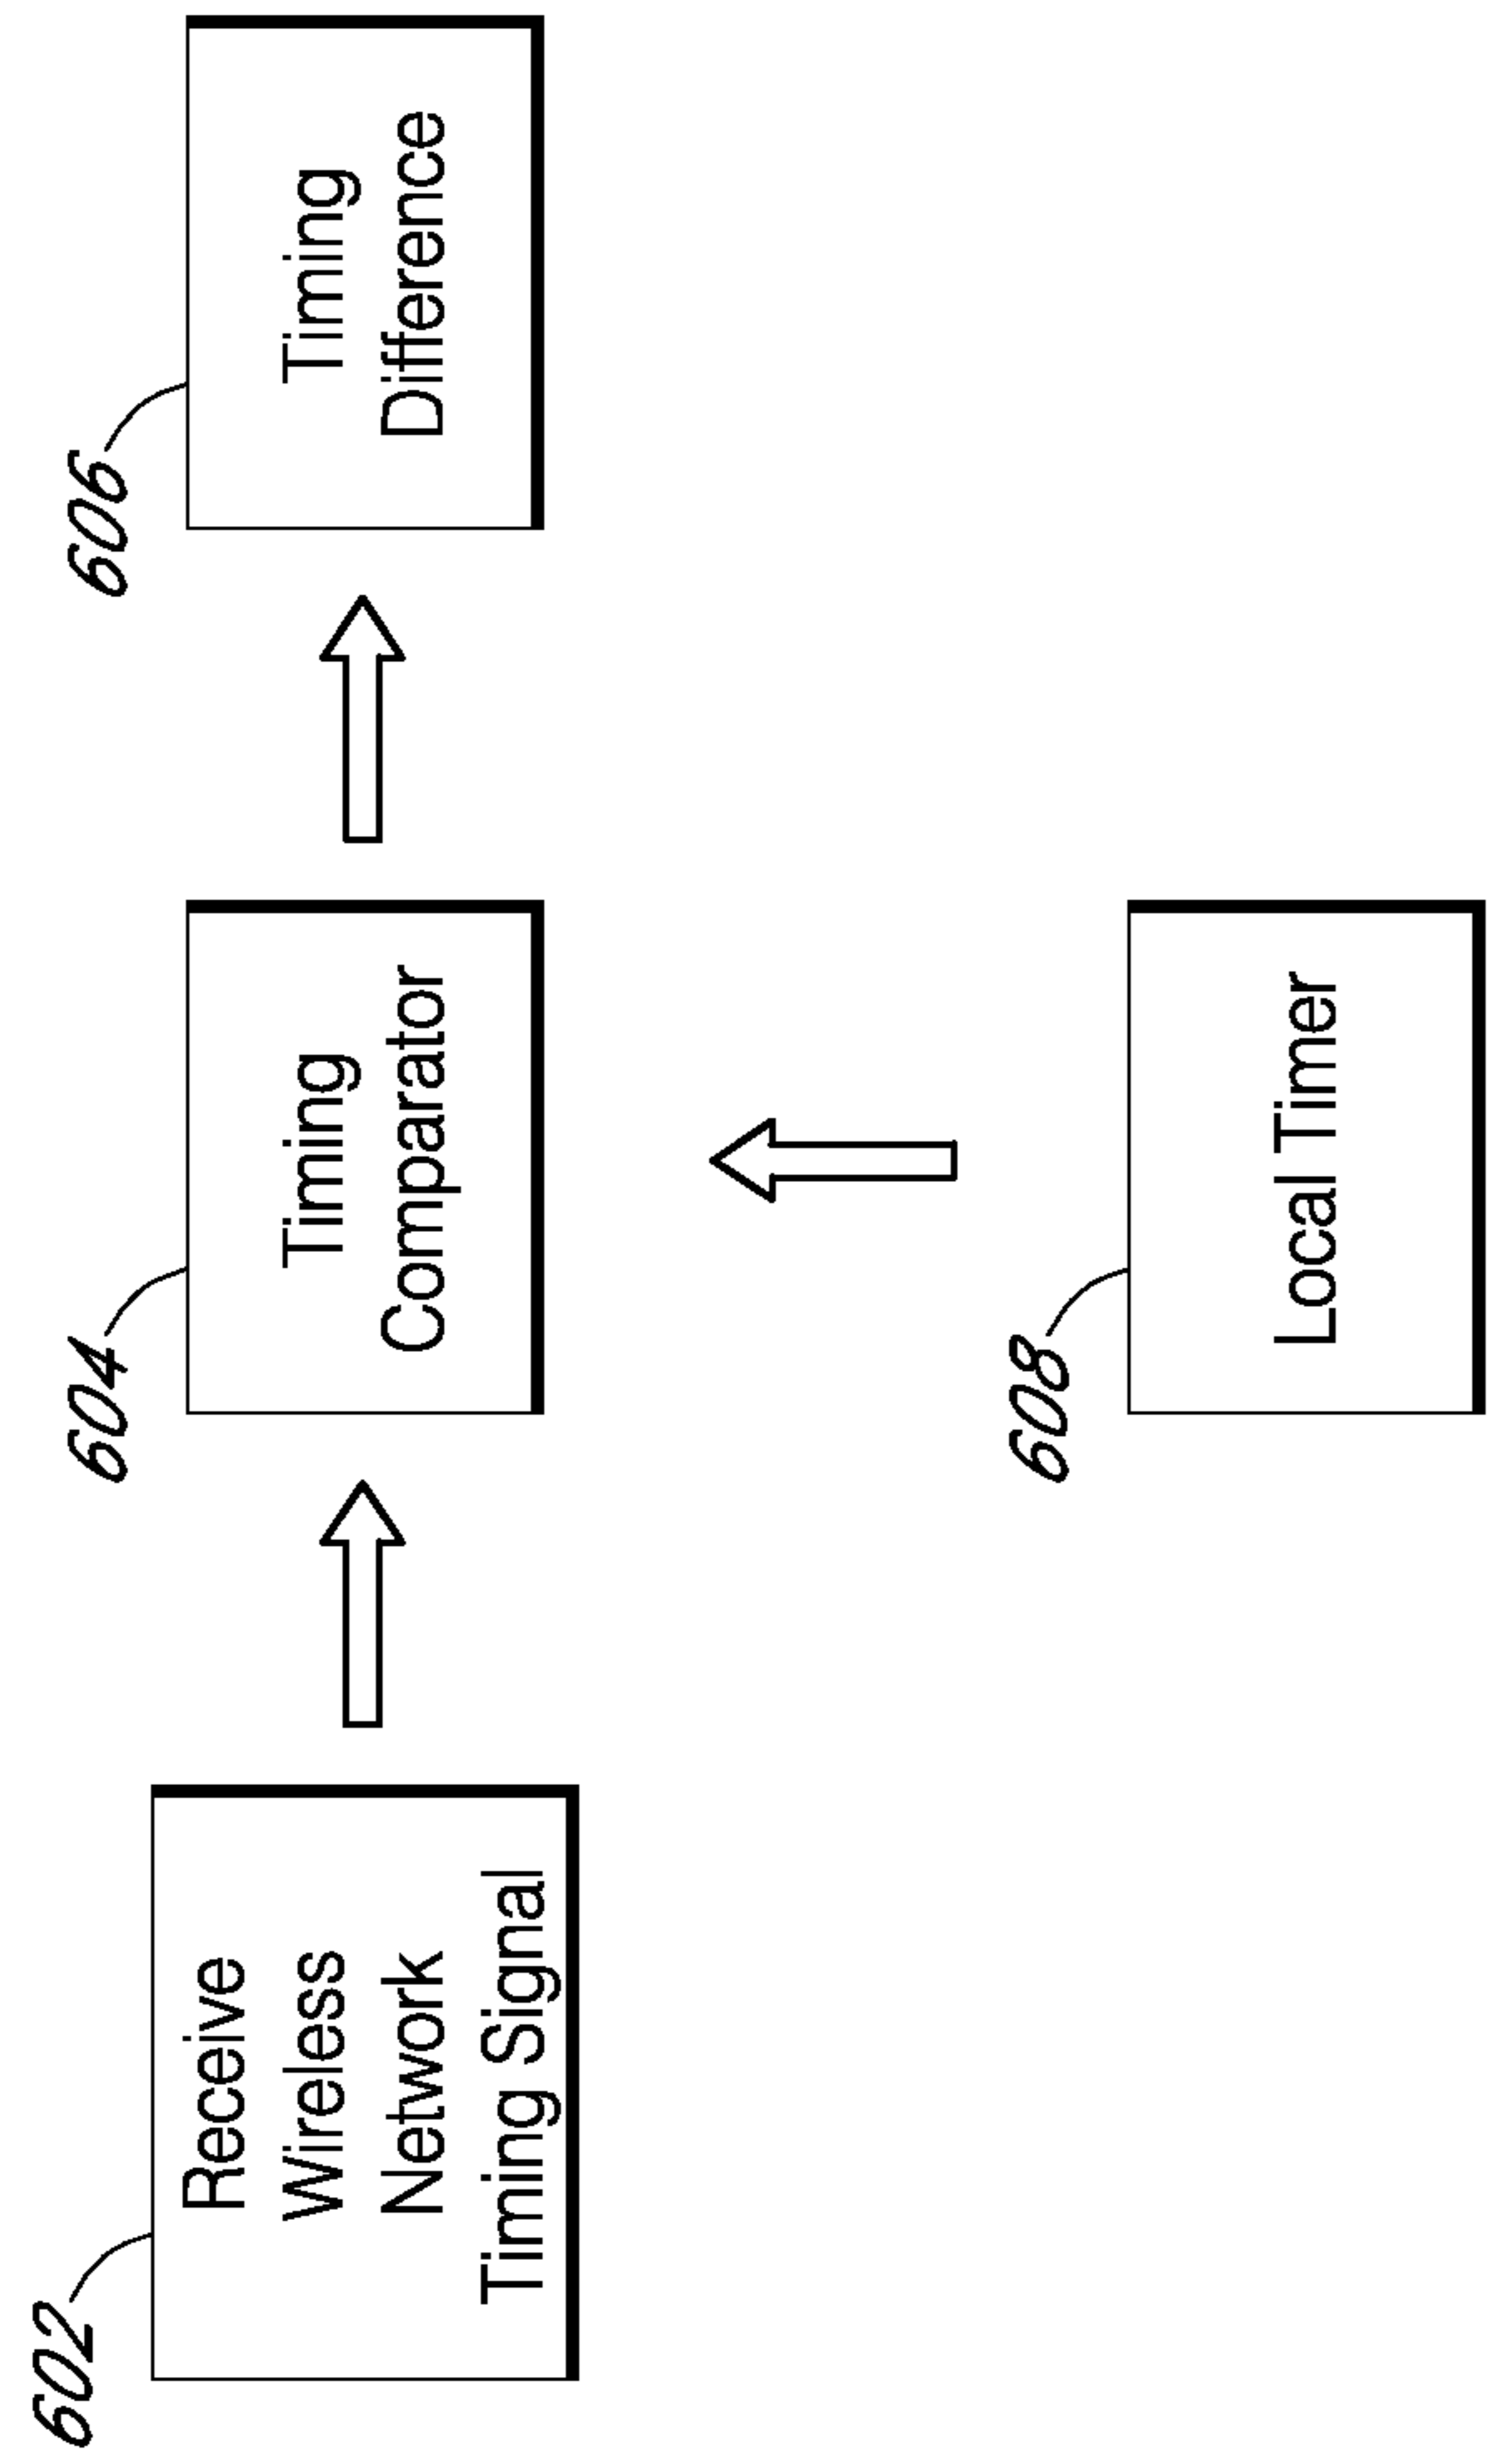 602
Receive
Wireless
Network
Timing Signal
604
Timing
Comparator
606
Timing
Difference
608
Local Timer